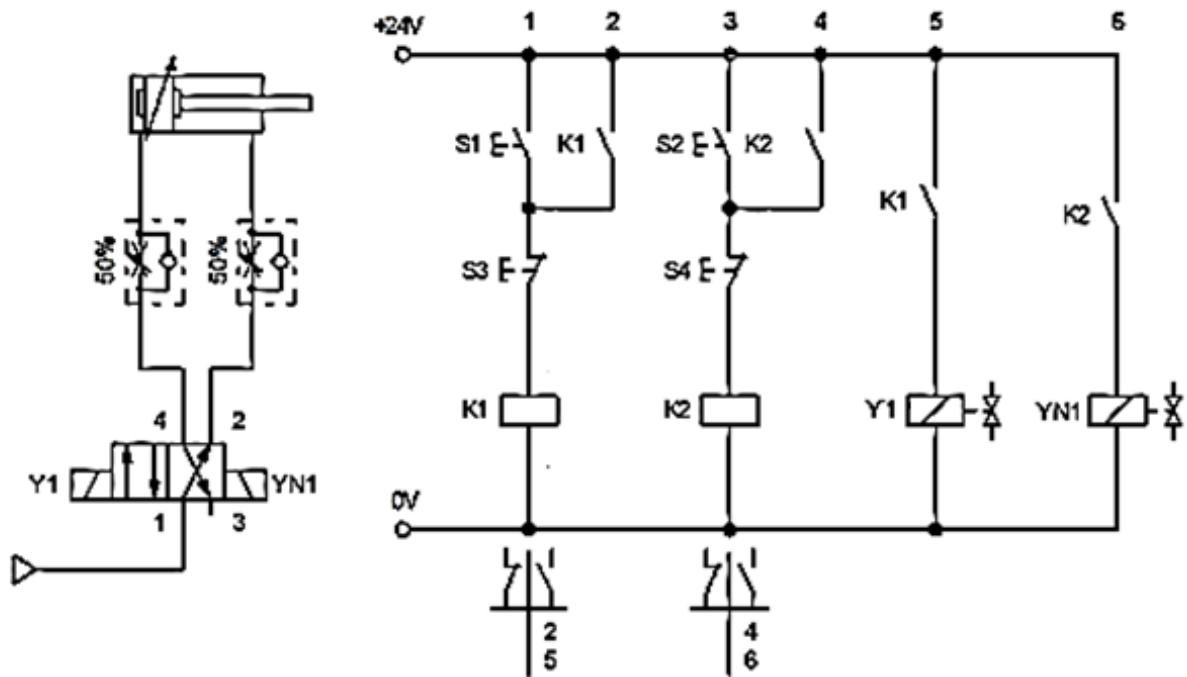 +24V 1 2 3 4 5 6
S1 K1 S2 K2
K1 K2
50% 50%
S3 S4
4 2
K1 K2 Y1 YN1
Y1 YN1
1 3
0V
2 4
5 6